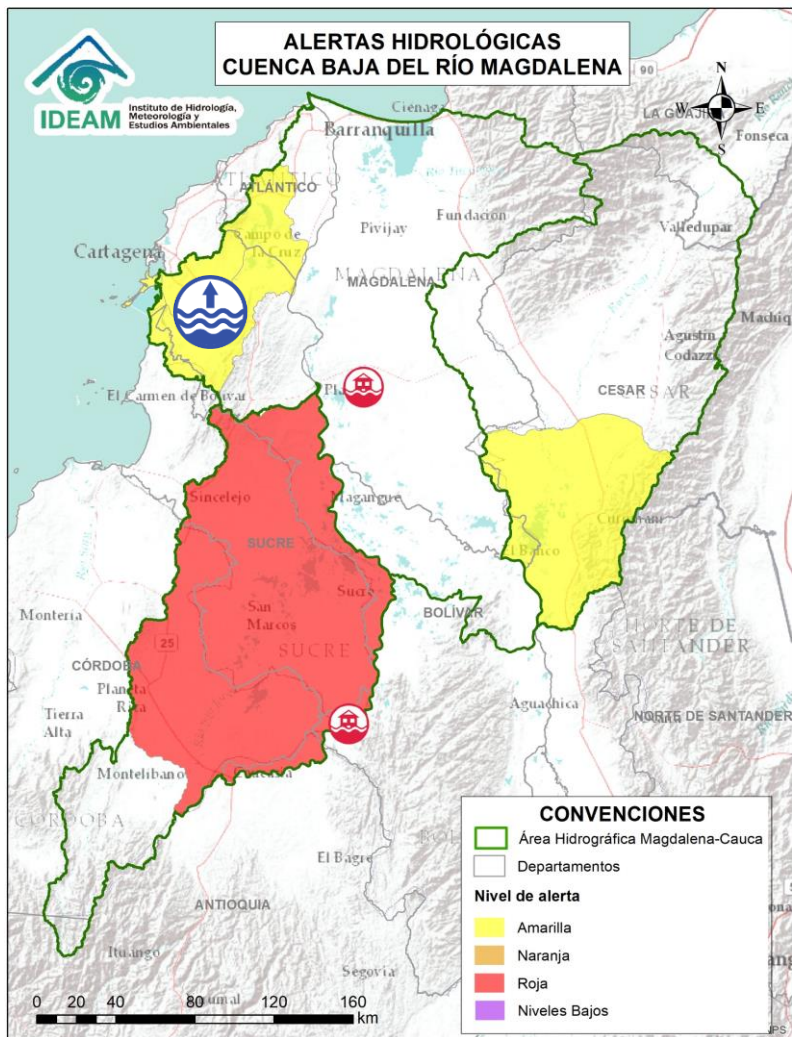 ALERTAS HIDROLÓGICAS
CUENCA BAJA DEL RÍO MAGDALENA
IDEAM
Instituto de Hidrología,
Meteorología y
Estudios Ambientales
90
N
W
E
S
Ciénaga
LA GUAJIRA
Barranquilla
Fonseca
ATLÁNTICO
Fundación
Pivijay
Valledupar
Campo de
la Cruz
Cartagena
MAGDALENA
MAGDALENA
Agustín
Codazzi
El Carmen de Bolívar
CESAR
CESAR
Sincelejo
Magangué
El Banco
SUCRE
Sucre
BOLÍVAR
Montería
San
Marcos
SUCRE
NORTE DE
SANTANDER
25
CÓRDOBA
Planeta
Rica
Aguachica
NORTE DE SANTANDER
Tierra
Alta
Montelíbano
CÓRDOBA
El Bagre
ANTIOQUIA
Ituango
Segovia
CONVENCIONES
Área Hidrográfica Magdalena-Cauca
Departamentos
Nivel de alerta
Amarilla
Naranja
Roja
Niveles Bajos
0 20 40 80 120 160
km